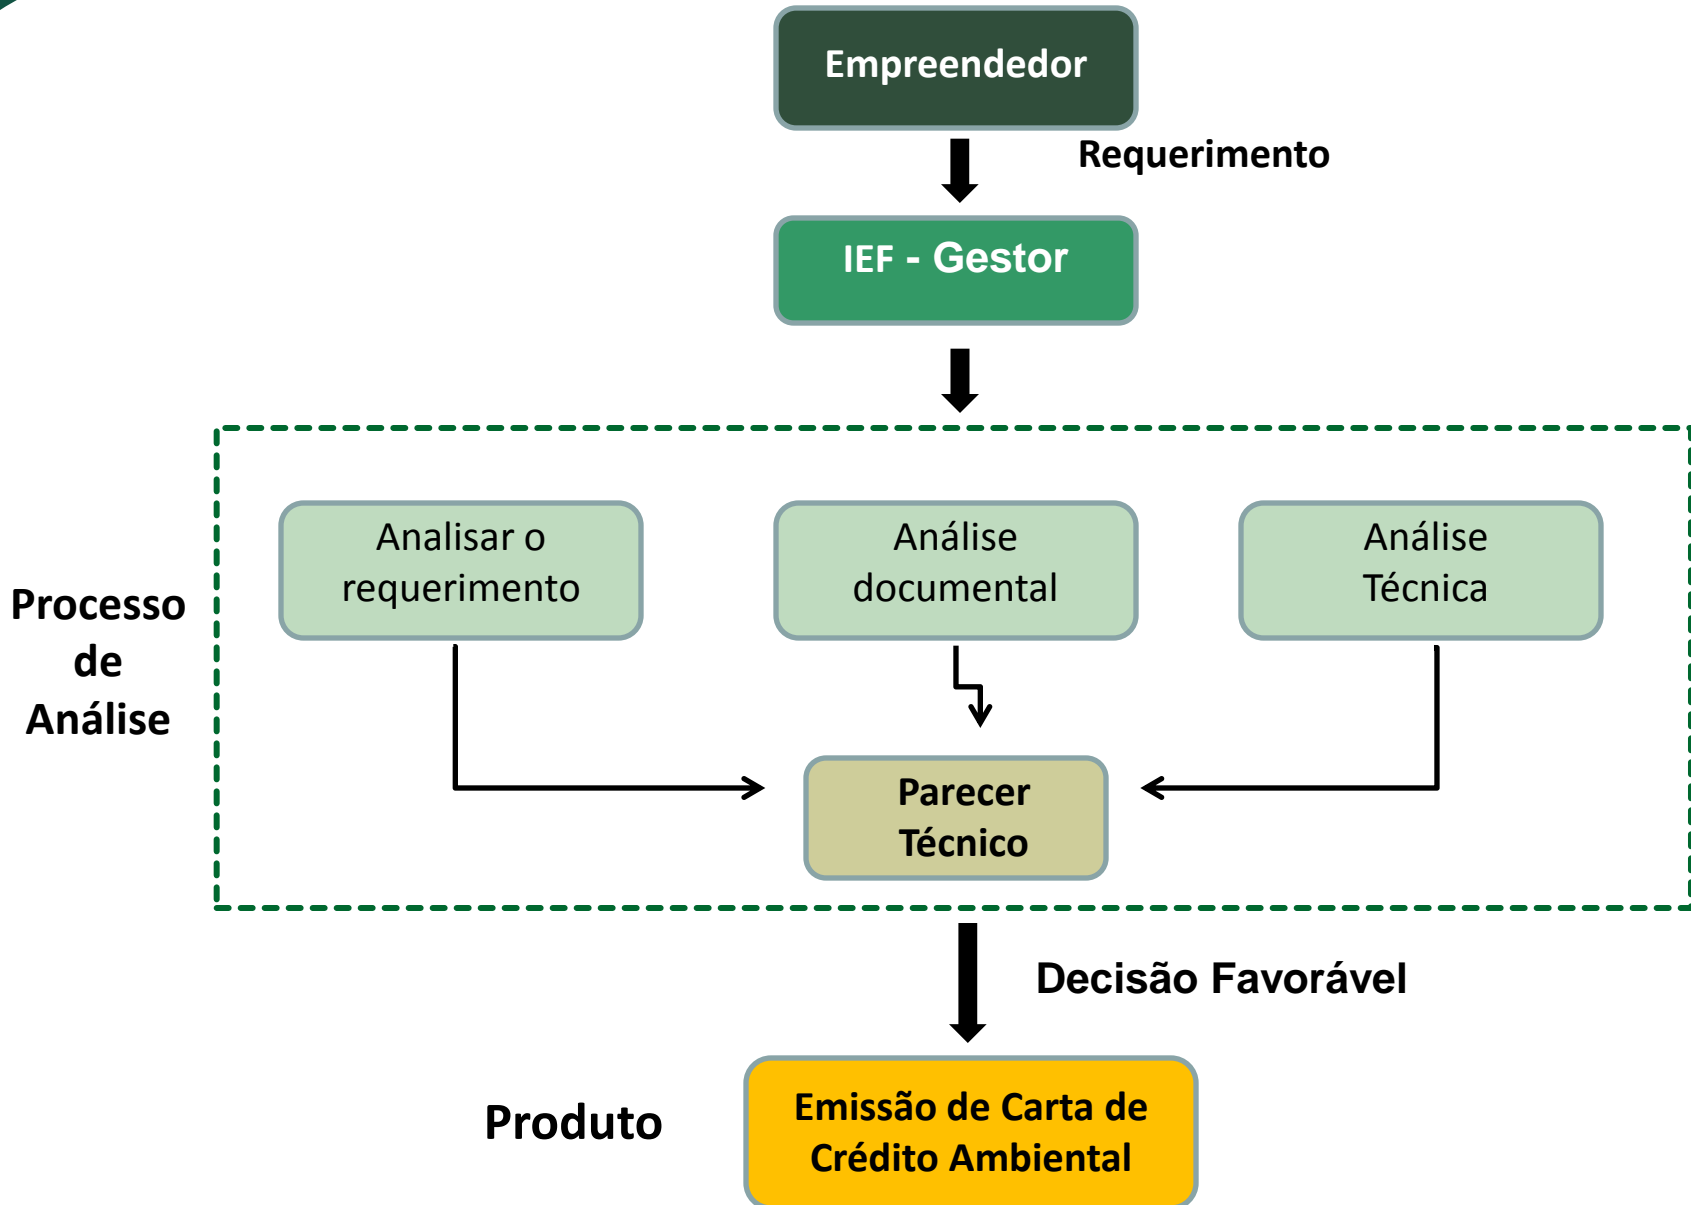 Empreendedor
Requerimento
IEF - Gestor
Analisar o
requerimento
Análise
documental
Análise
Técnica
Processo
de
Análise
Parecer
Técnico
Decisão Favorável
Produto
Emissão de Carta de
Crédito Ambiental